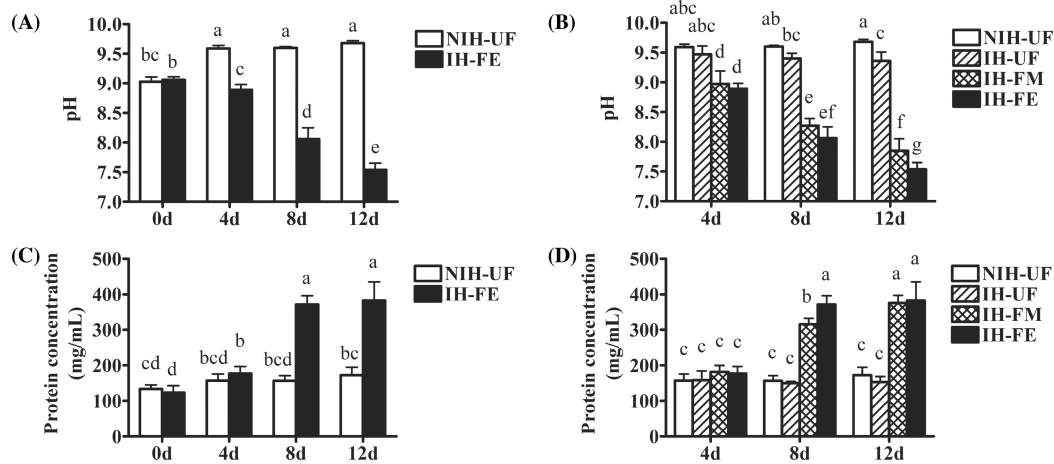 (A)
pH
10.0
9.5
9.0
8.5
8.0
7.5
7.0
bc b a c a d a e
0d 4d 8d 12d
NIH-UF
IH-FE
(B)
pH
10.0
9.5
9.0
8.5
8.0
7.5
7.0
abc abc d d ab bc e ef a c f g
4d 8d 12d
NIH-UF
IH-UF
IH-FM
IH-FE
(C)
Protein concentration
(mg/mL)
500
400
300
200
100
0
cd d bcd b bcd a bc a
0d 4d 8d 12d
NIH-UF
IH-FE
(D)
Protein concentration
(mg/mL)
500
400
300
200
100
0
c c c c c c b a c c a a
4d 8d 12d
NIH-UF
IH-UF
IH-FM
IH-FE